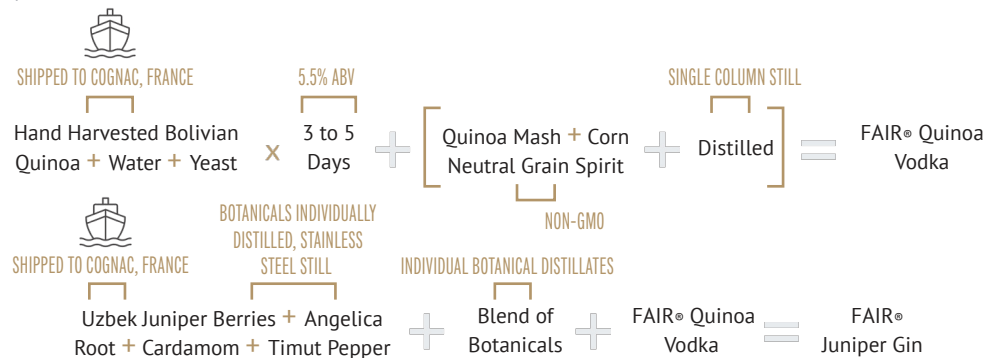 SHIPPED TO COGNAC, FRANCE
5.5% ABV
SINGLE COLUMN STILL
Hand Harvested Bolivian
Quinoa + Water + Yeast
x
3 to 5
Days
+
Quinoa Mash + Corn
Neutral Grain Spirit
+
Distilled
=
FAIR® Quinoa
Vodka
NON-GMO
SHIPPED TO COGNAC, FRANCE
BOTANICALS INDIVIDUALLY
DISTILLED, STAINLESS
STEEL STILL
INDIVIDUAL BOTANICAL DISTILLATES
Uzbek Juniper Berries + Angelica
Root + Cardamom + Timut Pepper
+
Blend of
Botanicals
+
FAIR® Quinoa
Vodka
=
FAIR®
Juniper Gin